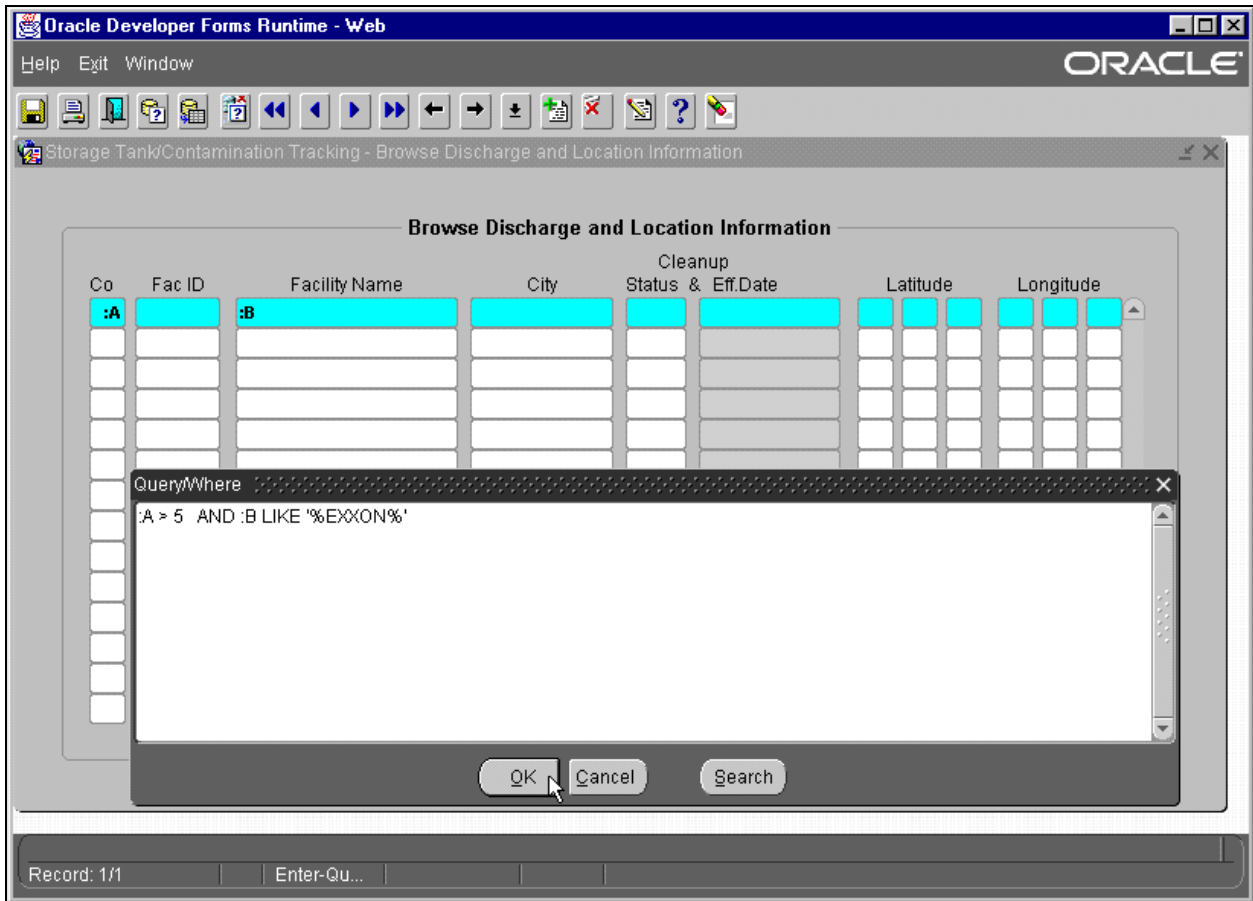 Oracle Developer Forms Runtime - Web
Help Exit Window
ORACLE
Storage Tank/Contamination Tracking - Browse Discharge and Location Information
Browse Discharge and Location Information
Cleanup
Co Fac ID Facility Name City Status & Eff.Date Latitude Longitude
:A :B
Query/Where
:A > 5 AND :B LIKE '%EXXON%'
OK Cancel Search
Record: 1/1 Enter-Qu...